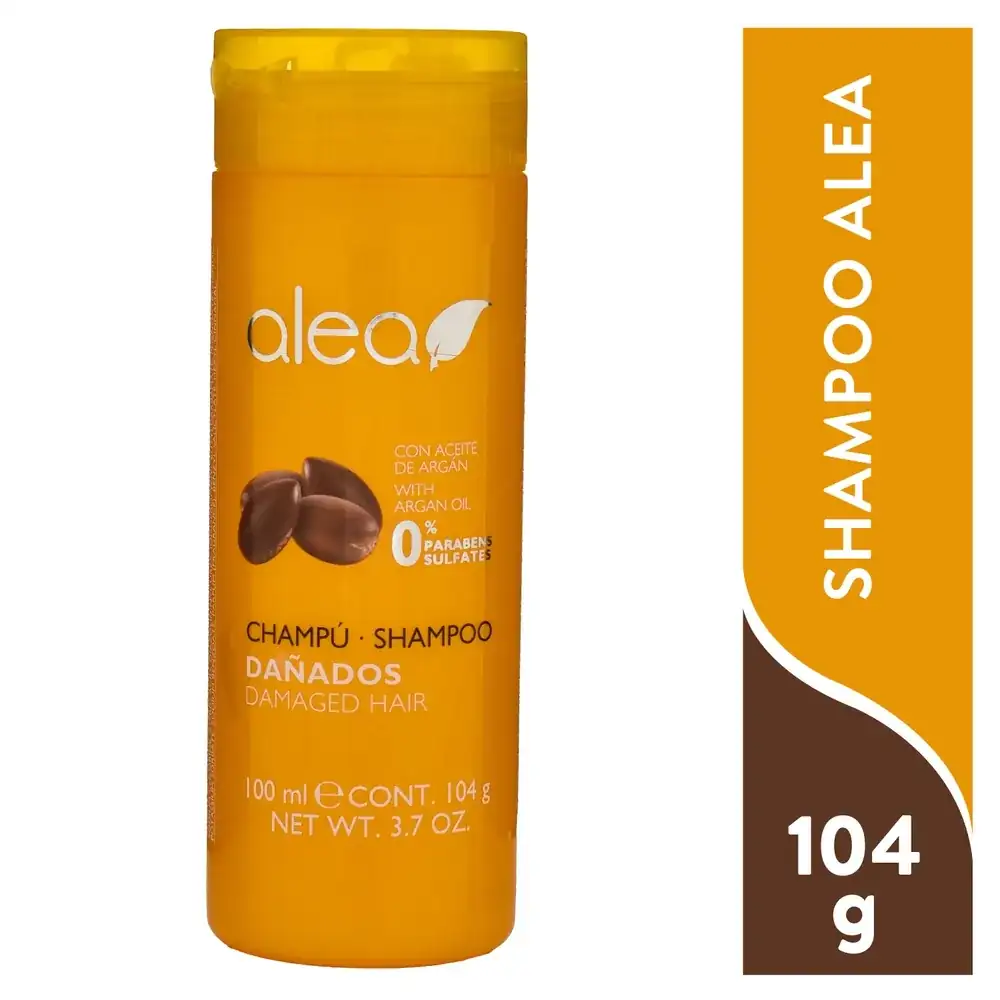 alea
CON ACEITE
DE ARGÁN
WITH
ARGAN OIL
0%
PARABENS
SULFATES
CHAMPÚ · SHAMPOO
DAÑADOS
DAMAGED HAIR
100 ml ℮ CONT. 104 g
NET WT. 3.7 OZ.
SHAMPOO ALEA
104
g